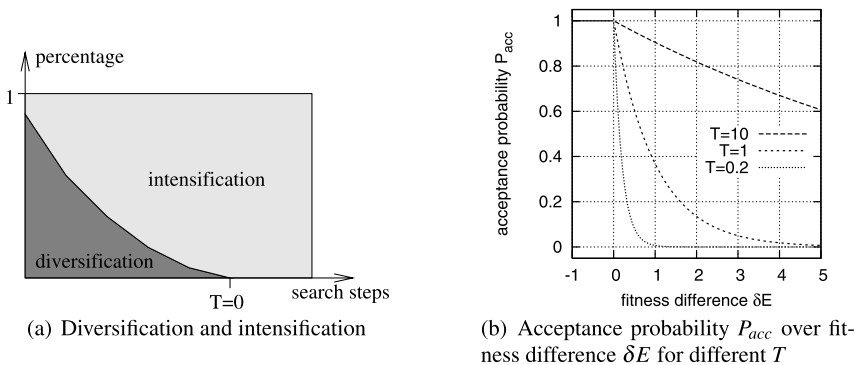 percentage
1
intensification
diversification
T=0
search steps
(a) Diversification and intensification
acceptance probability P_acc
1
0.8
0.6
0.4
0.2
0
T=10
T=1
T=0.2
-1 0 1 2 3 4 5
fitness difference δE
(b) Acceptance probability P_acc over fit-
ness difference δE for different T